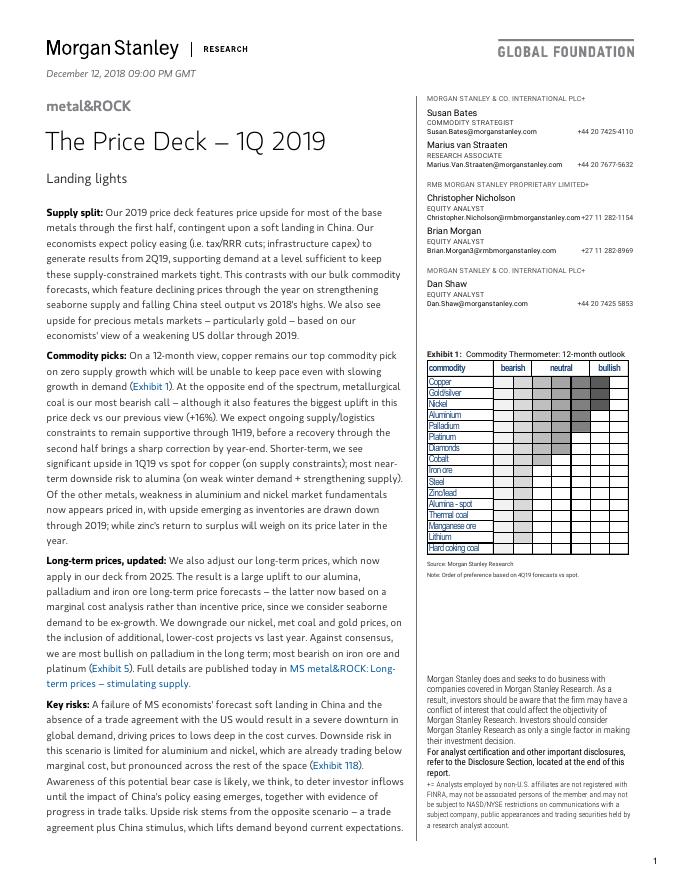 Morgan Stanley | RESEARCH
GLOBAL FOUNDATION
December 12, 2018 09:00 PM GMT
metal&ROCK
The Price Deck – 1Q 2019
Landing lights
Supply split: Our 2019 price deck features price upside for most of the base
metals through the first half, contingent upon a soft landing in China. Our
economists expect policy easing (i.e. tax/RRR cuts; infrastructure capex) to
generate results from 2Q19, supporting demand at a level sufficient to keep
these supply-constrained markets tight. This contrasts with our bulk commodity
forecasts, which feature declining prices through the year on strengthening
seaborne supply and falling China steel output vs 2018's highs. We also see
upside for precious metals markets – particularly gold – based on our
economists' view of a weakening US dollar through 2019.
Commodity picks: On a 12-month view, copper remains our top commodity pick
on zero supply growth which will be unable to keep pace even with slowing
growth in demand (Exhibit 1). At the opposite end of the spectrum, metallurgical
coal is our most bearish call – although it also features the biggest uplift in this
price deck vs our previous view (+16%). We expect ongoing supply/logistics
constraints to remain supportive through 1H19, before a recovery through the
second half brings a sharp correction by year-end. Shorter-term, we see
significant upside in 1Q19 vs spot for copper (on supply constraints); most near-
term downside risk to alumina (on weak winter demand + strengthening supply).
Of the other metals, weakness in aluminium and nickel market fundamentals
now appears priced in, with upside emerging as inventories are drawn down
through 2019; while zinc's return to surplus will weigh on its price later in the
year.
Long-term prices, updated: We also adjust our long-term prices, which now
apply in our deck from 2025. The result is a large uplift to our alumina,
palladium and iron ore long-term price forecasts – the latter now based on a
marginal cost analysis rather than incentive price, since we consider seaborne
demand to be ex-growth. We downgrade our nickel, met coal and gold prices, on
the inclusion of additional, lower-cost projects vs last year. Against consensus,
we are most bullish on palladium in the long term; most bearish on iron ore and
platinum (Exhibit 5). Full details are published today in MS metal&ROCK: Long-
term prices – stimulating supply.
Key risks: A failure of MS economists' forecast soft landing in China and the
absence of a trade agreement with the US would result in a severe downturn in
global demand, driving prices to lows deep in the cost curves. Downside risk in
this scenario is limited for aluminium and nickel, which are already trading below
marginal cost, but pronounced across the rest of the space (Exhibit 118).
Awareness of this potential bear case is likely, we think, to deter investor inflows
until the impact of China's policy easing emerges, together with evidence of
progress in trade talks. Upside risk stems from the opposite scenario – a trade
agreement plus China stimulus, which lifts demand beyond current expectations.
MORGAN STANLEY & CO. INTERNATIONAL PLC+
Susan Bates
COMMODITY STRATEGIST
Susan.Bates@morganstanley.com +44 20 7425-4110
Marius van Straaten
RESEARCH ASSOCIATE
Marius.Van.Straaten@morganstanley.com +44 20 7677-5632
RMB MORGAN STANLEY PROPRIETARY LIMITED+
Christopher Nicholson
EQUITY ANALYST
Christopher.Nicholson@rmbmorganstanley.com +27 11 282-1154
Brian Morgan
EQUITY ANALYST
Brian.Morgan3@rmbmorganstanley.com +27 11 282-8969
MORGAN STANLEY & CO. INTERNATIONAL PLC+
Dan Shaw
EQUITY ANALYST
Dan.Shaw@morganstanley.com +44 20 7425 5853
Exhibit 1: Commodity Thermometer: 12-month outlook
commodity bearish neutral bullish
Copper
Gold/silver
Nickel
Aluminium
Palladium
Platinum
Diamonds
Cobalt
Iron ore
Steel
Zinc/lead
Alumina - spot
Thermal coal
Manganese ore
Lithium
Hard coking coal
Source: Morgan Stanley Research
Note: Order of preference based on 4Q19 forecasts vs spot.
Morgan Stanley does and seeks to do business with
companies covered in Morgan Stanley Research. As a
result, investors should be aware that the firm may have a
conflict of interest that could affect the objectivity of
Morgan Stanley Research. Investors should consider
Morgan Stanley Research as only a single factor in making
their investment decision.
For analyst certification and other important disclosures,
refer to the Disclosure Section, located at the end of this
report.
+= Analysts employed by non-U.S. affiliates are not registered with
FINRA, may not be associated persons of the member and may not
be subject to NASD/NYSE restrictions on communications with a
subject company, public appearances and trading securities held by
a research analyst account.
1